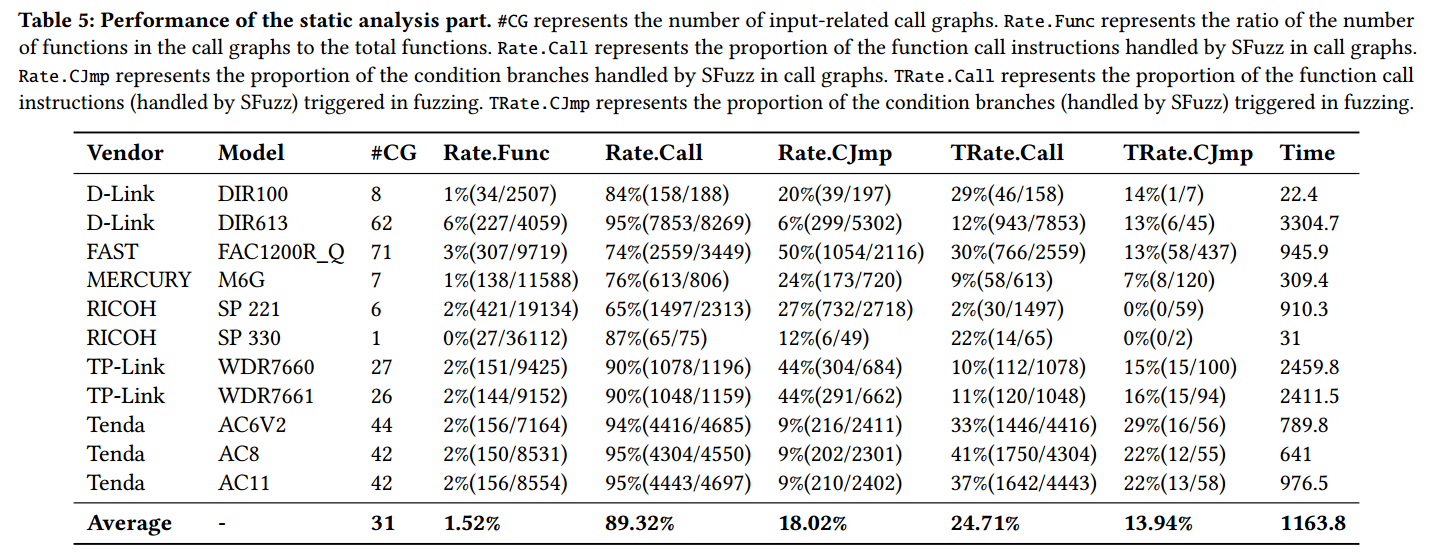 Table 5: Performance of the static analysis part. #CG represents the number of input-related call graphs. Rate.Func represents the ratio of the number
of functions in the call graphs to the total functions. Rate.Call represents the proportion of the function call instructions handled by SFuzz in call graphs.
Rate.CJmp represents the proportion of the condition branches handled by SFuzz in call graphs. TRate.Call represents the proportion of the function call
instructions (handled by SFuzz) triggered in fuzzing. TRate.CJmp represents the proportion of the condition branches (handled by SFuzz) triggered in fuzzing.
Vendor Model #CG Rate.Func Rate.Call Rate.CJmp TRate.Call TRate.CJmp Time
D-Link DIR100 8 1%(34/2507) 84%(158/188) 20%(39/197) 29%(46/158) 14%(1/7) 22.4
D-Link DIR613 62 6%(227/4059) 95%(7853/8269) 6%(299/5302) 12%(943/7853) 13%(6/45) 3304.7
FAST FAC1200R_Q 71 3%(307/9719) 74%(2559/3449) 50%(1054/2116) 30%(766/2559) 13%(58/437) 945.9
MERCURY M6G 7 1%(138/11588) 76%(613/806) 24%(173/720) 9%(58/613) 7%(8/120) 309.4
RICOH SP 221 6 2%(421/19134) 65%(1497/2313) 27%(732/2718) 2%(30/1497) 0%(0/59) 910.3
RICOH SP 330 1 0%(27/36112) 87%(65/75) 12%(6/49) 22%(14/65) 0%(0/2) 31
TP-Link WDR7660 27 2%(151/9425) 90%(1078/1196) 44%(304/684) 10%(112/1078) 15%(15/100) 2459.8
TP-Link WDR7661 26 2%(144/9152) 90%(1048/1159) 44%(291/662) 11%(120/1048) 16%(15/94) 2411.5
Tenda AC6V2 44 2%(156/7164) 94%(4416/4685) 9%(216/2411) 33%(1446/4416) 29%(16/56) 789.8
Tenda AC8 42 2%(150/8531) 95%(4304/4550) 9%(202/2301) 41%(1750/4304) 22%(12/55) 641
Tenda AC11 42 2%(156/8554) 95%(4443/4697) 9%(210/2402) 37%(1642/4443) 22%(13/58) 976.5
Average - 31 1.52% 89.32% 18.02% 24.71% 13.94% 1163.8